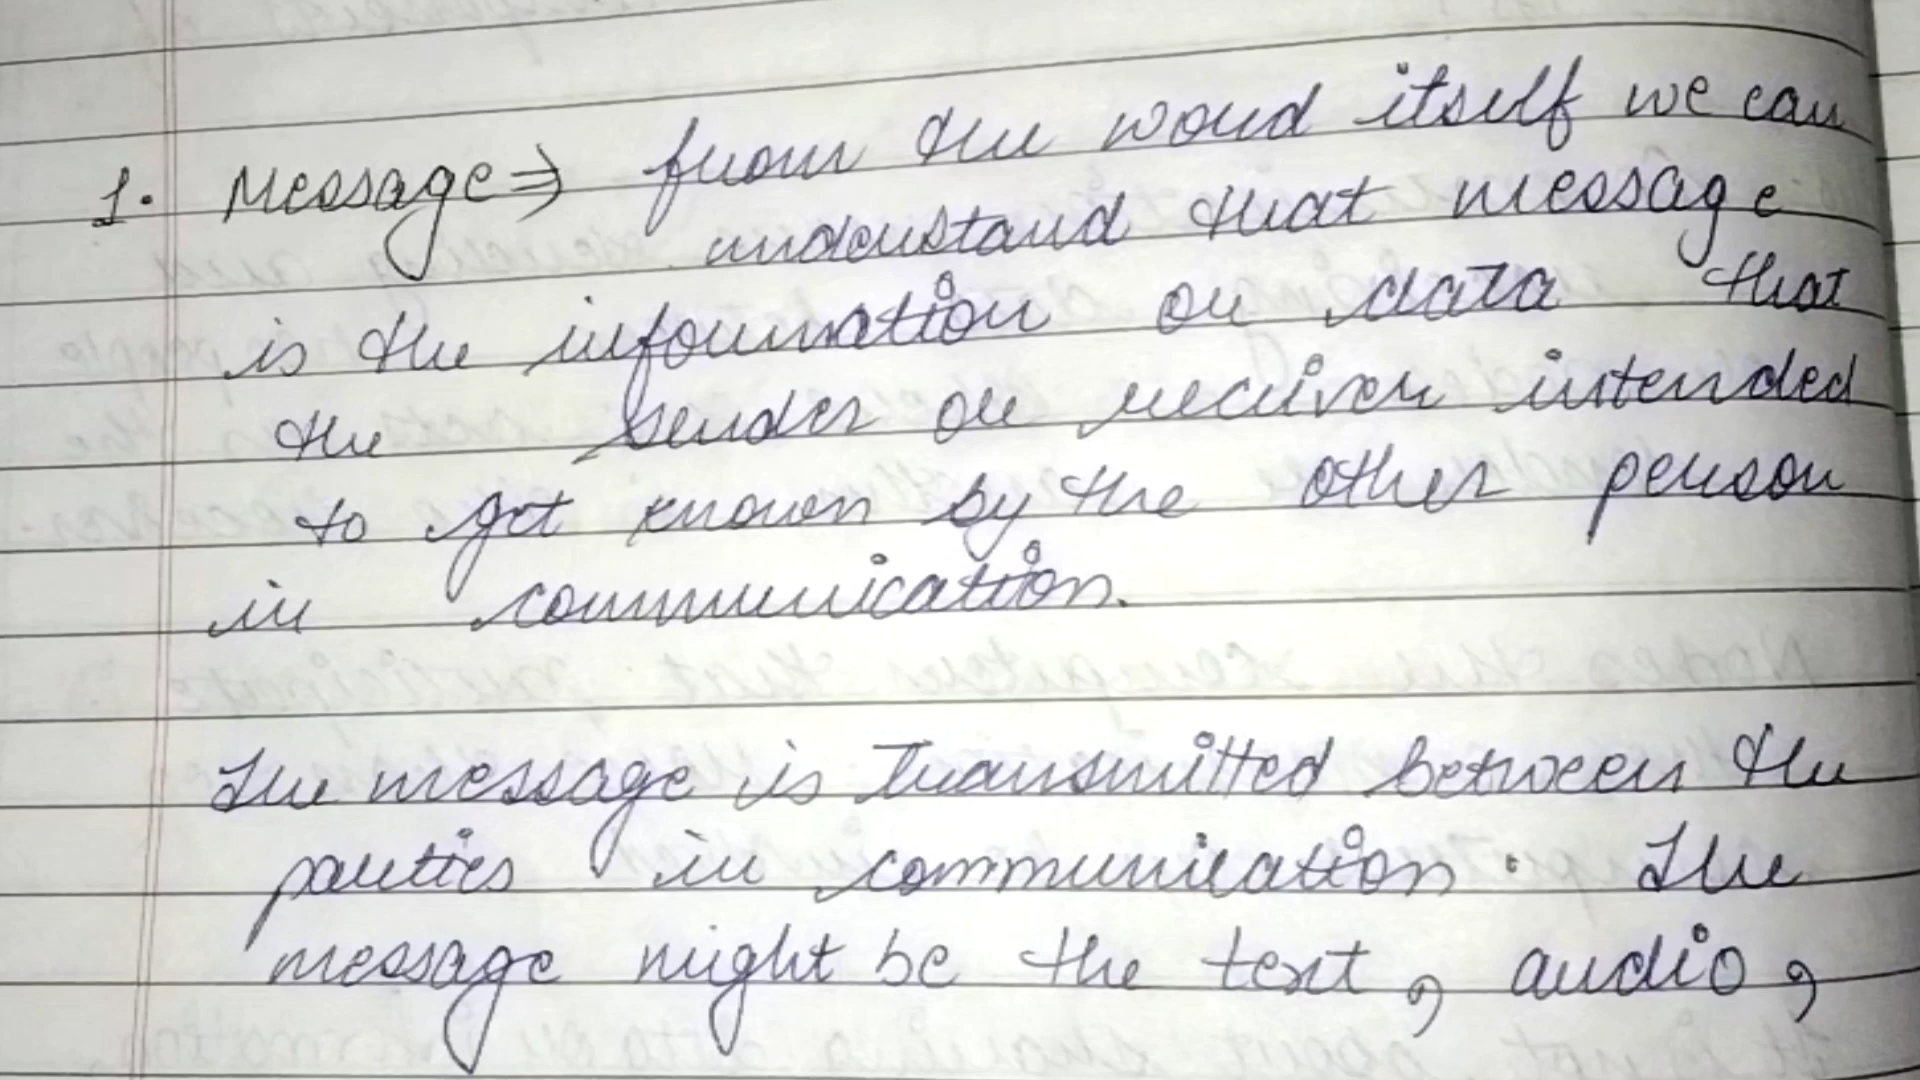 1. Message ⇒ from the word itself we can
understand that message
is the information or data that
the sender or reciver intended
to get known by the other person
in communication.
The message is Transmitted between the
parties in communication. The
message might be the text, audio,